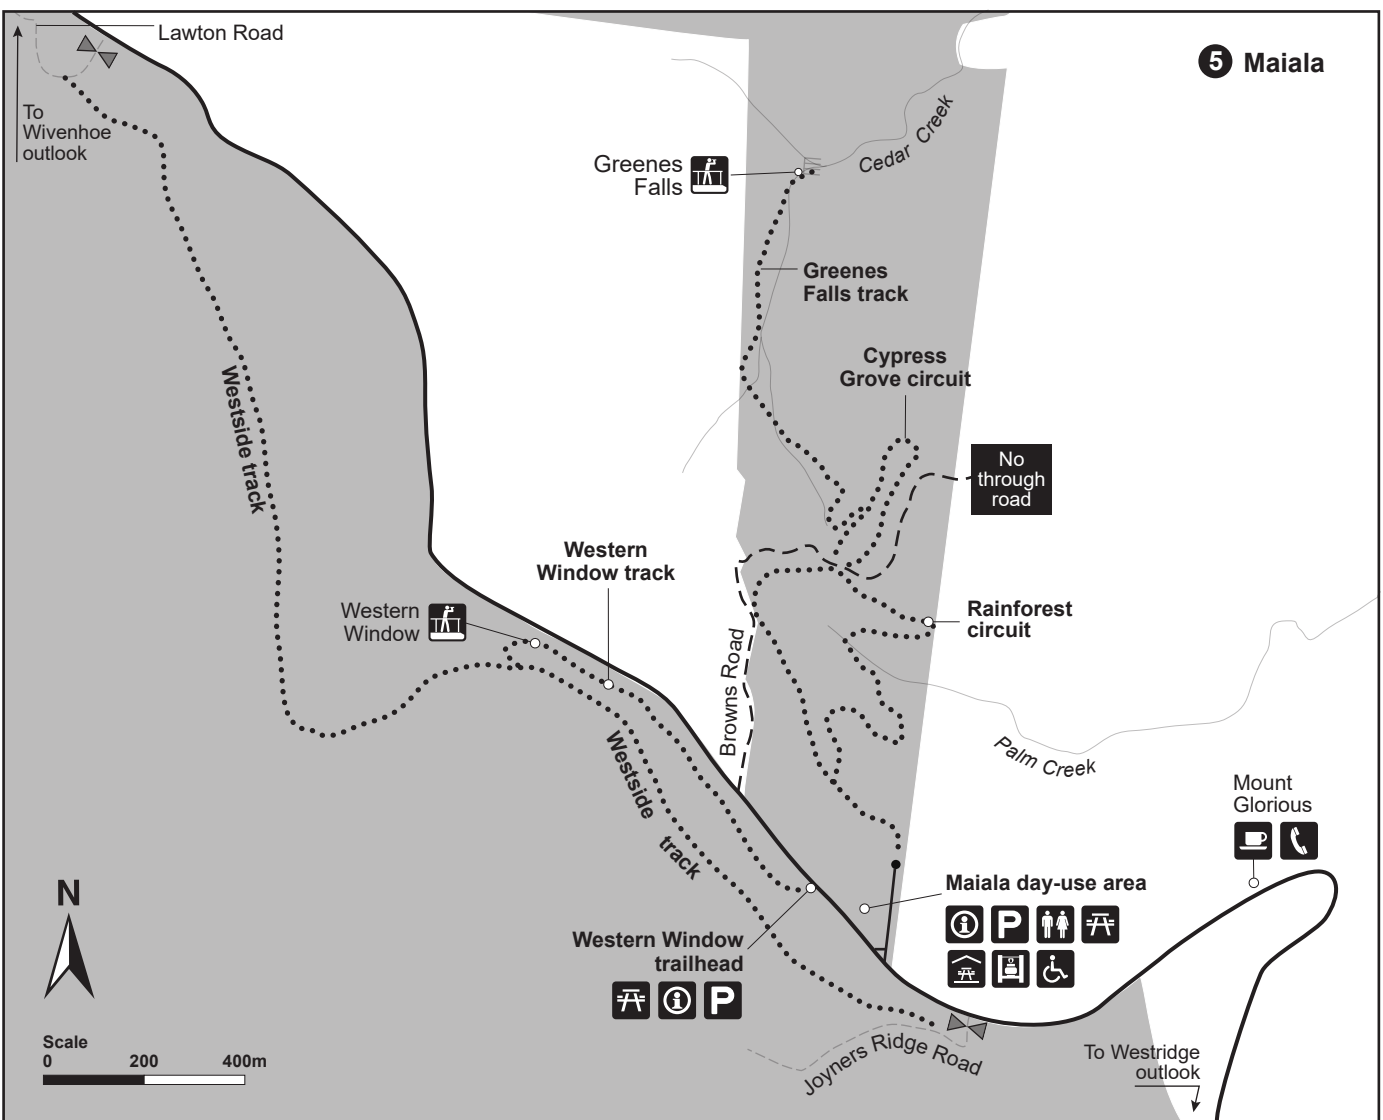 Lawton Road
5 Maiala
To
Wivenhoe
outlook
Greenes
Falls
Cedar Creek
Greenes
Falls track
Cypress
Grove circuit
Westside track
No
through
road
Western
Window track
Western
Window
Rainforest
circuit
Browns Road
Westside track
Palm Creek
Mount
Glorious
Maiala day-use area
P
Western Window
trailhead
P
N
Scale
0 200 400m
Joyners Ridge Road
To Westridge
outlook